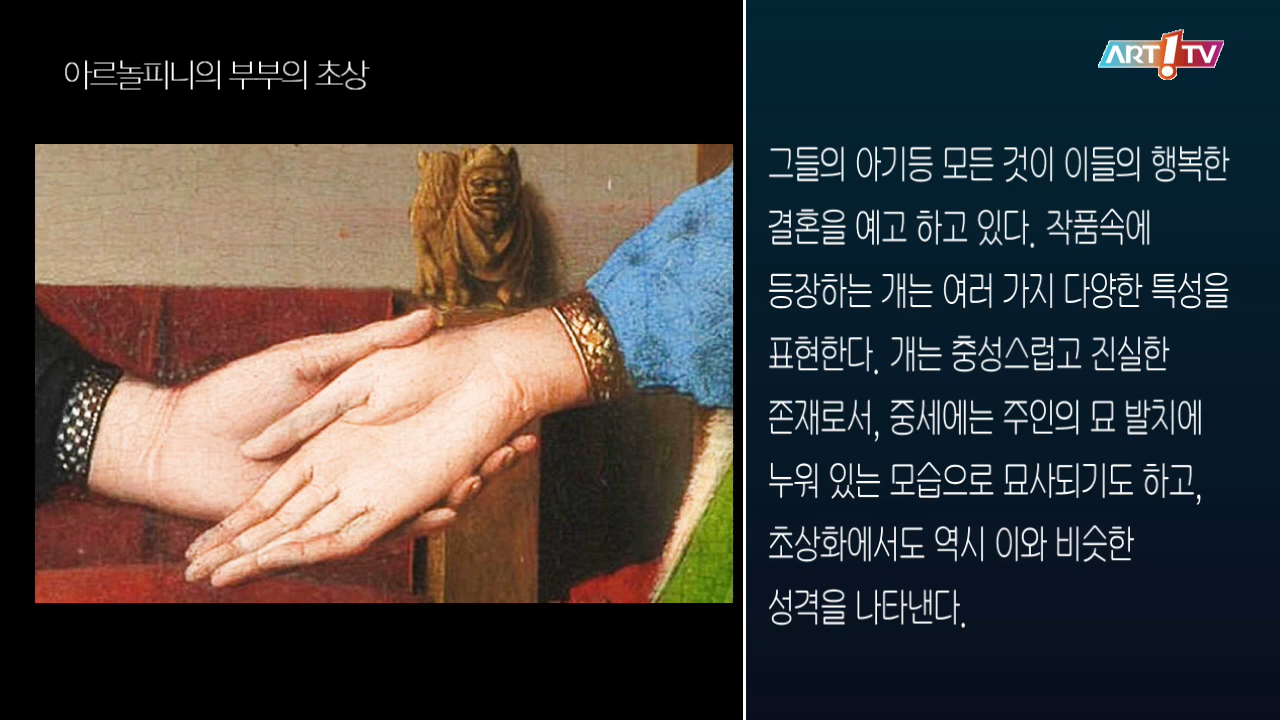 아르놀피니의 부부의 초상
ART!TV
그들의 아기등 모든 것이 이들의 행복한
결혼을 예고 하고 있다. 작품속에
등장하는 개는 여러 가지 다양한 특성을
표현한다. 개는 충성스럽고 진실한
존재로서, 중세에는 주인의 묘 발치에
누워 있는 모습으로 묘사되기도 하고,
초상화에서도 역시 이와 비슷한
성격을 나타낸다.